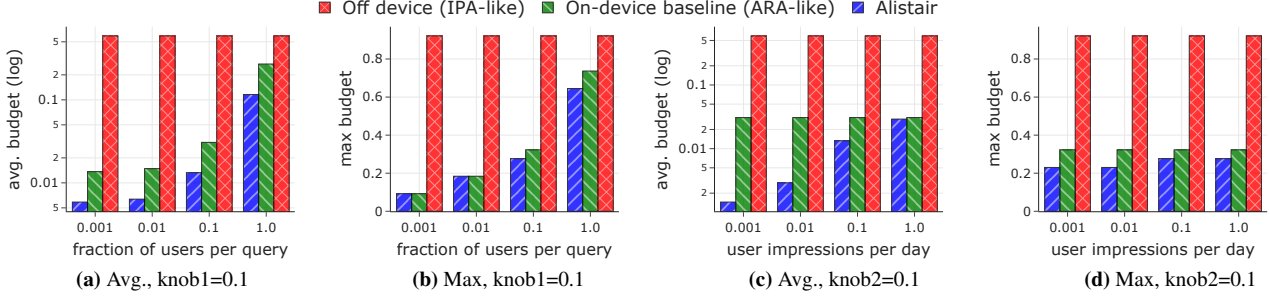 Off device (IPA-like) On-device baseline (ARA-like) Alistair
avg. budget (log)
5
2
0.1
5
2
0.01
5
0.001 0.01 0.1 1.0
fraction of users per query
(a) Avg., knob1=0.1
max budget
0.8
0.6
0.4
0.2
0
0.001 0.01 0.1 1.0
fraction of users per query
(b) Max, knob1=0.1
avg. budget (log)
5
2
0.1
5
2
0.01
5
2
0.001 0.01 0.1 1.0
user impressions per day
(c) Avg., knob2=0.1
max budget
0.8
0.6
0.4
0.2
0
0.001 0.01 0.1 1.0
user impressions per day
(d) Max, knob2=0.1